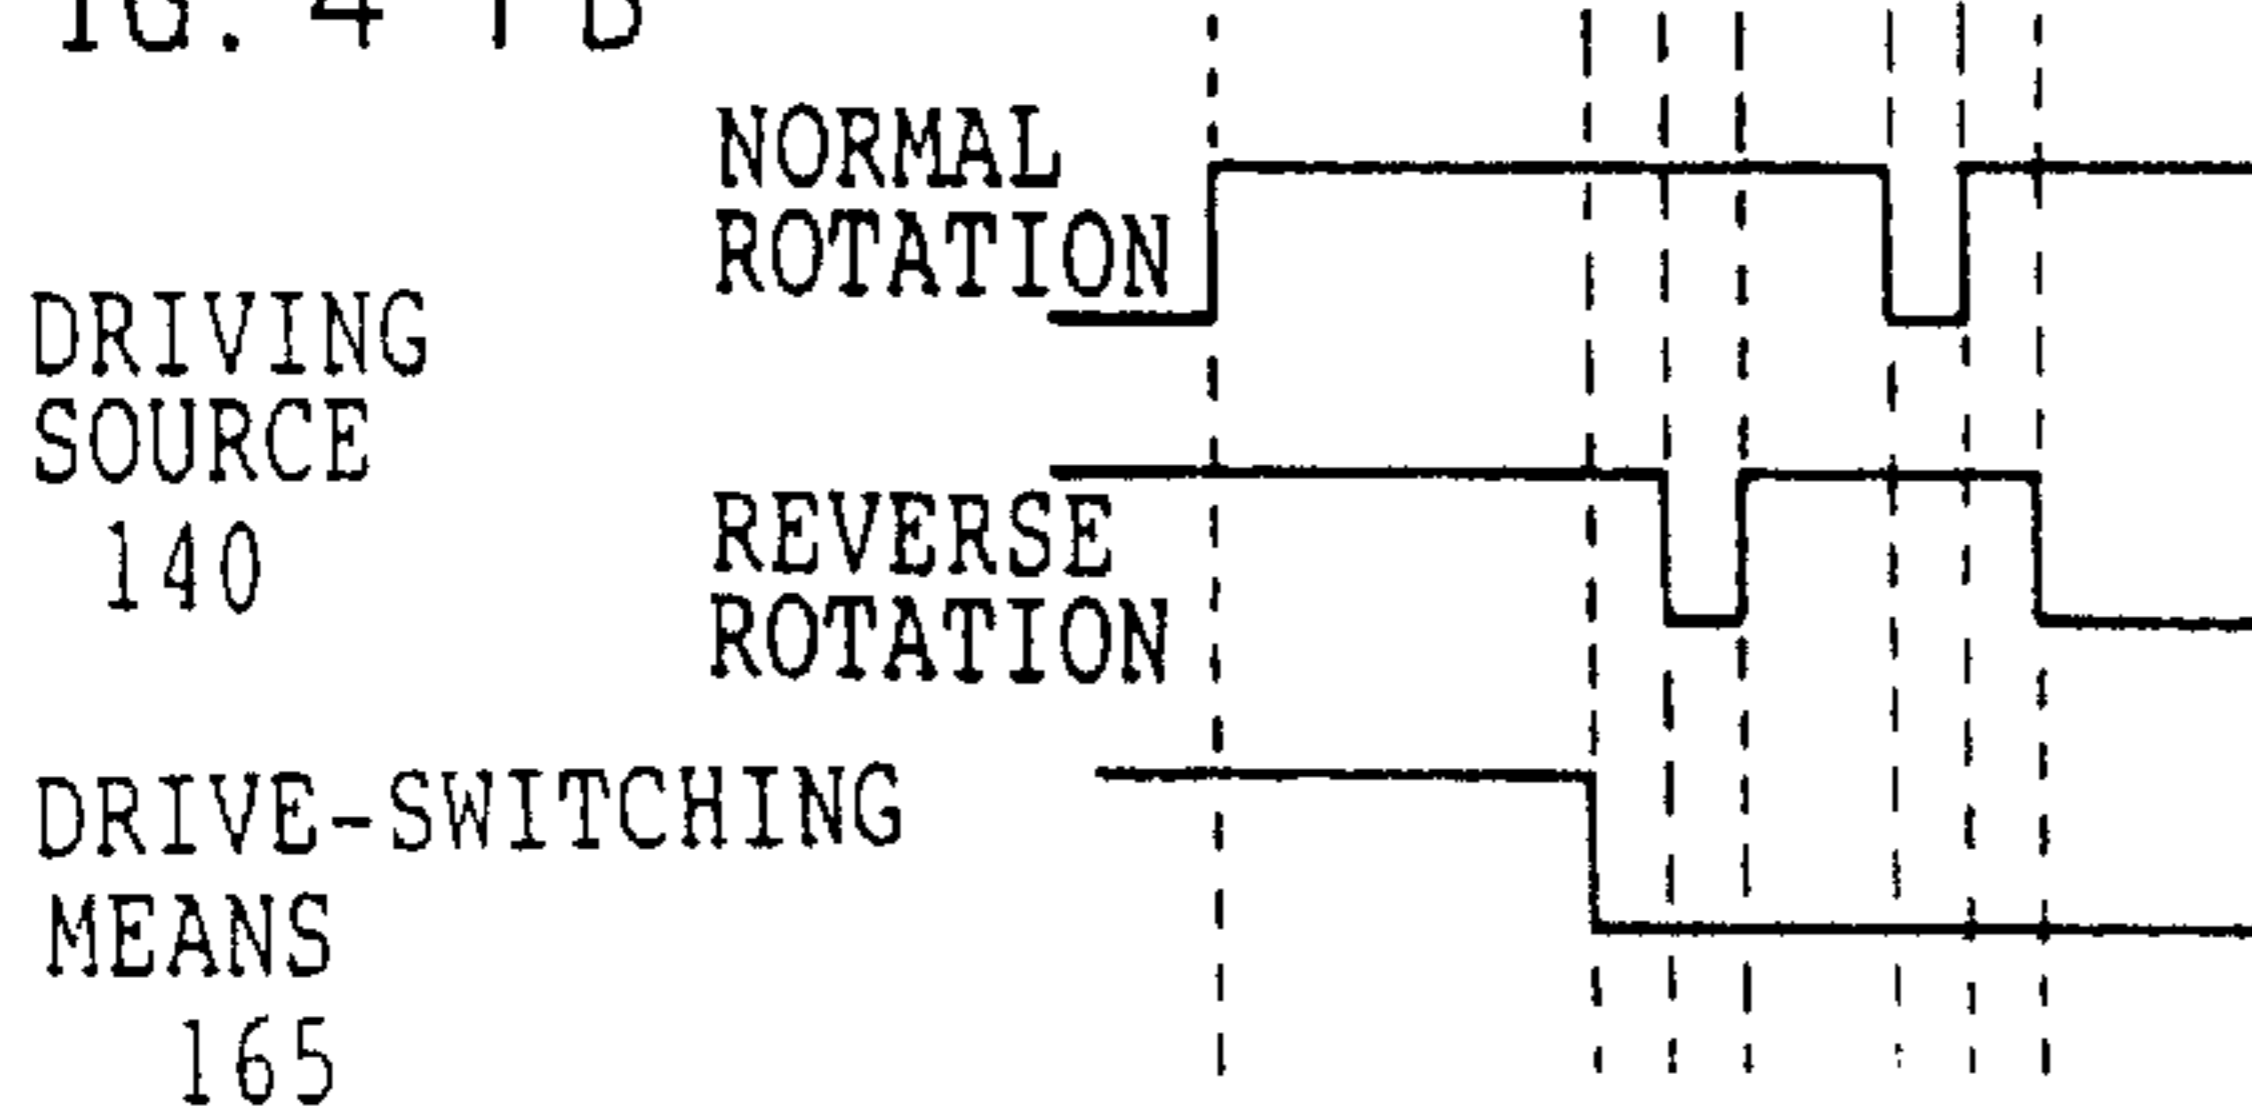 NORMAL
ROTATION
DRIVING
SOURCE
140
REVERSE
ROTATION
DRIVE-SWITCHING
MEANS
165